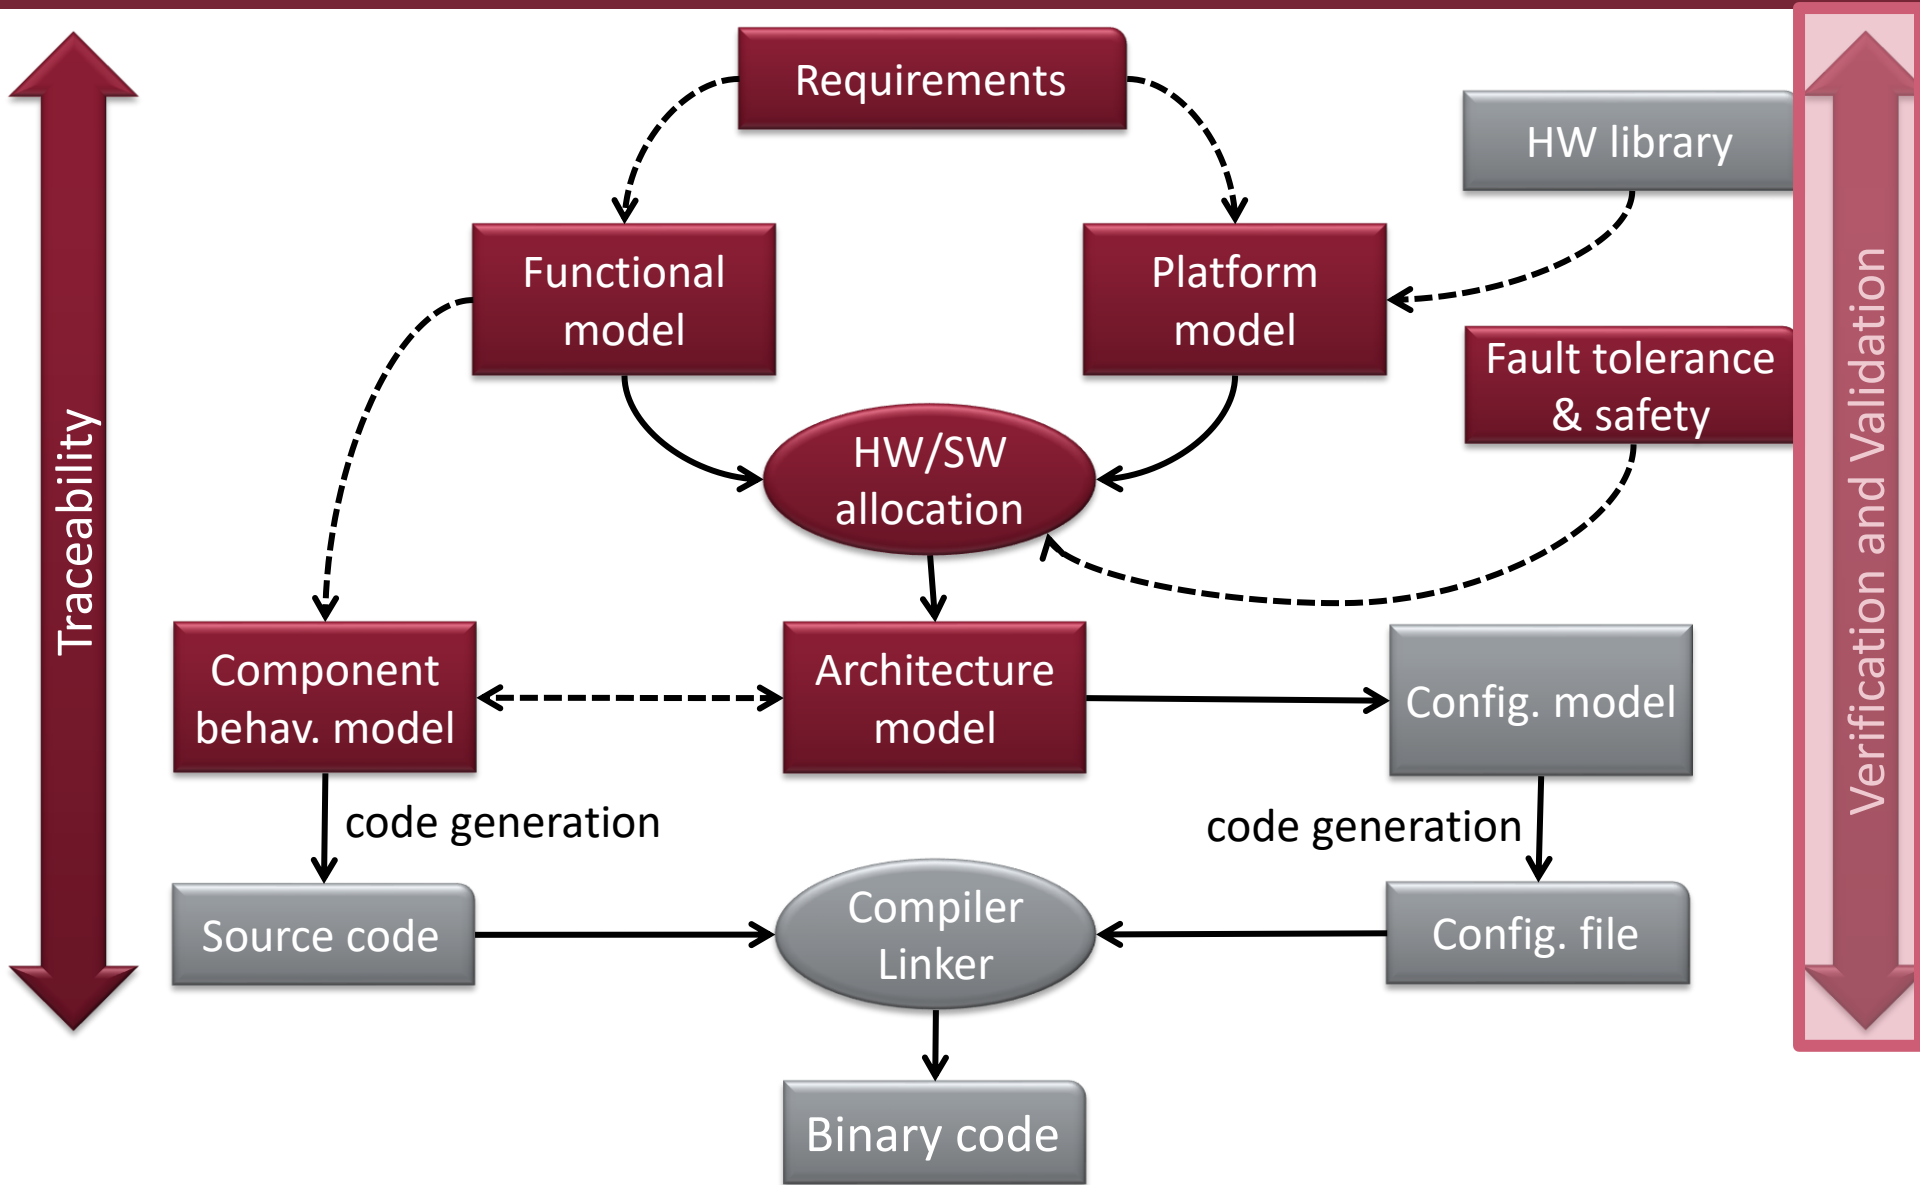 Requirements
HW library
Functional
model
Platform
model
Fault tolerance
& safety
HW/SW
allocation
Traceability
Verification and Validation
Component
behav. model
Architecture
model
Config. model
code generation
code generation
Source code
Compiler
Linker
Config. file
Binary code